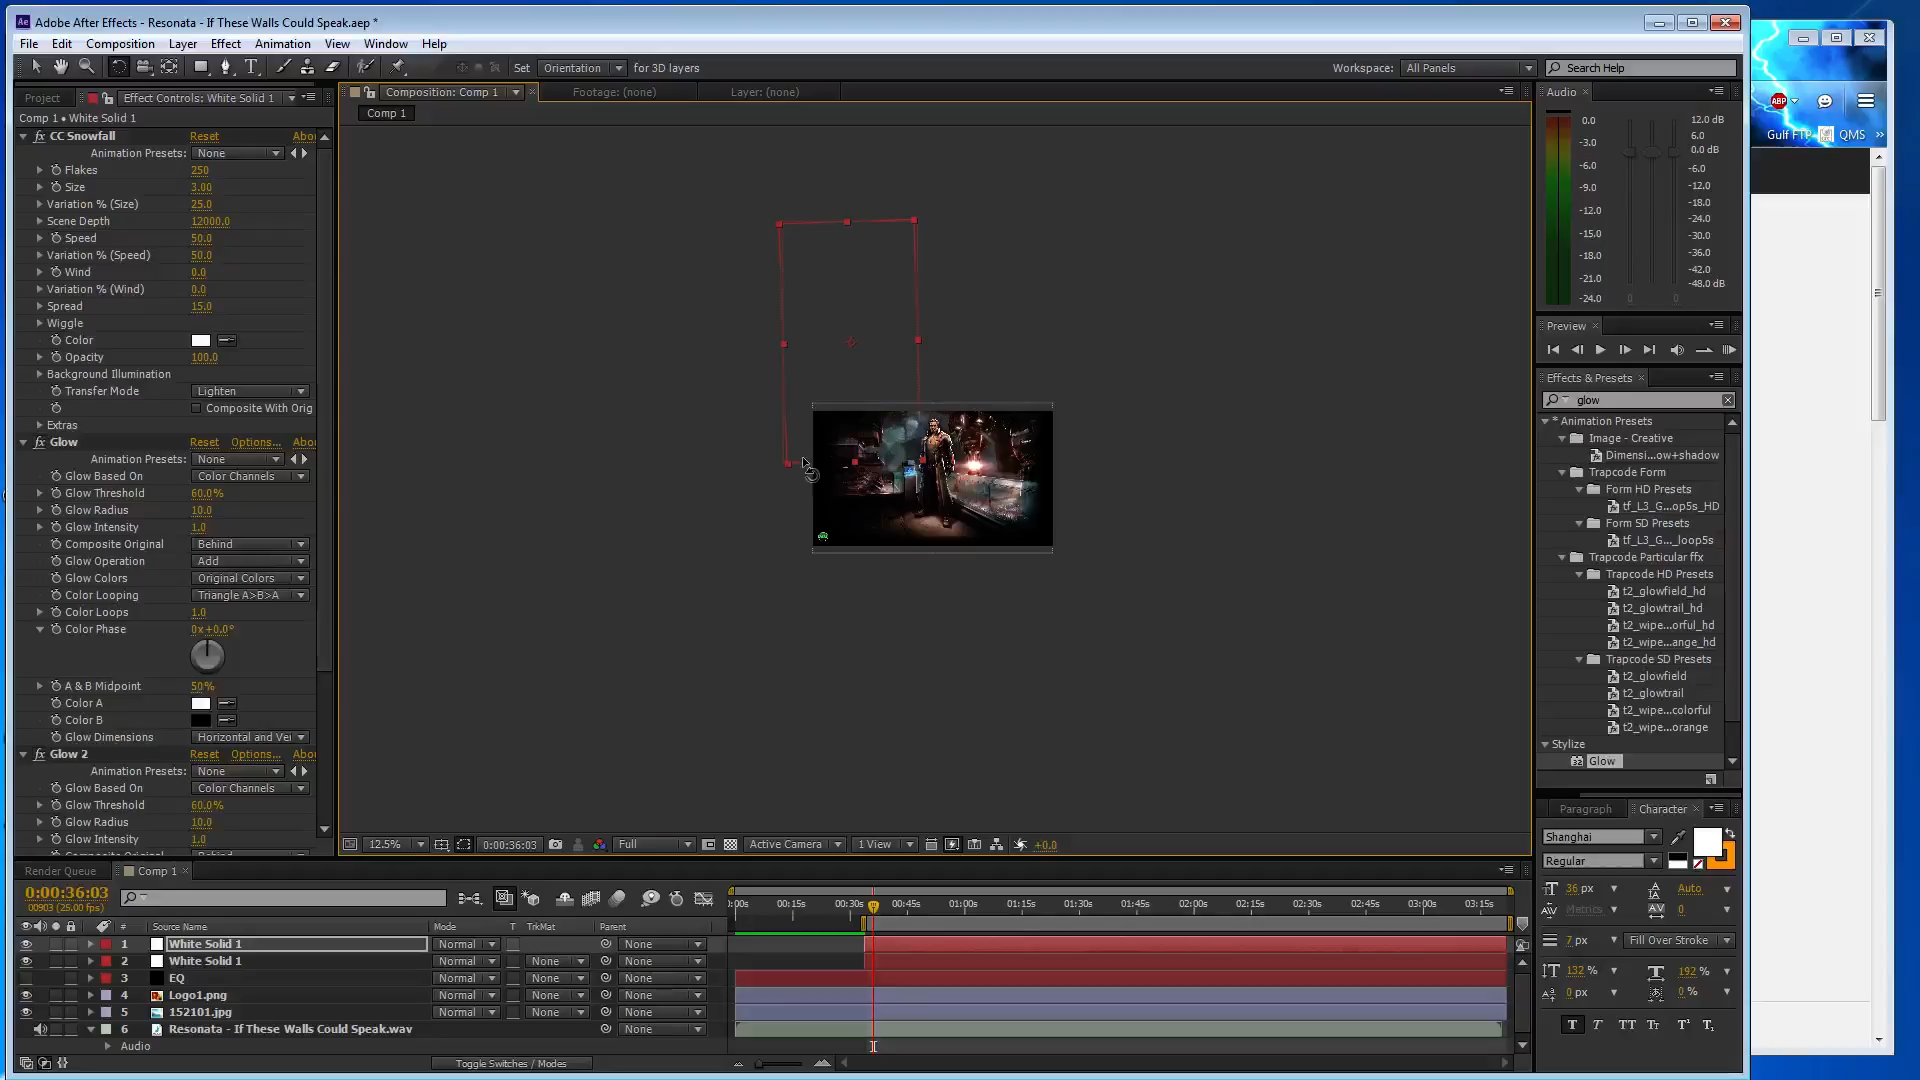 Adobe After Effects - Resonata - If These Walls Could Speak.aep *
File Edit Composition Layer Effect Animation View Window Help
Set Orientation for 3D layers Workspace: All Panels Search Help
Project Effect Controls: White Solid 1 Composition: Comp 1 Footage: (none) Layer: (none) Audio
Comp 1 • White Solid 1
Comp 1
CC Snowfall Reset Abou
Animation Presets: None
Flakes 250
Size 3.00
Variation % (Size) 25.0
Scene Depth 12000.0
Speed 50.0
Variation % (Speed) 50.0
Wind 0.0
Variation % (Wind) 0.0
Spread 15.0
Wiggle
Color
Opacity 100.0
Background Illumination
Transfer Mode Lighten
Composite With Orig
Extras
Glow Reset Options... Abou
Animation Presets: None
Glow Based On Color Channels
Glow Threshold 60.0%
Glow Radius 10.0
Glow Intensity 1.0
Composite Original Behind
Glow Operation Add
Glow Colors Original Colors
Color Looping Triangle A>B>A
Color Loops 1.0
Color Phase 0x+0.0°
A & B Midpoint 50%
Color A
Color B
Glow Dimensions Horizontal and Ver
Glow 2 Reset Options... Abou
Animation Presets: None
Glow Based On Color Channels
Glow Threshold 60.0%
Glow Radius 10.0
Glow Intensity 1.0
12.5% 0:00:36:03 Full Active Camera 1 View +0.0
0.0
-3.0
-6.0
-9.0
-12.0
-15.0
-18.0
-21.0
-24.0
12.0 dB
6.0
0.0 dB
-6.0
-12.0
-18.0
-24.0
-30.0
-36.0
-42.0
-48.0 dB
0 0
Preview
Effects & Presets
glow
* Animation Presets
Image - Creative
Dimensi...ow+shadow
Trapcode Form
Form HD Presets
tf_L3_G...op5s_HD
Form SD Presets
tf_L3_G..._loop5s
Trapcode Particular ffx
Trapcode HD Presets
t2_glowfield_hd
t2_glowtrail_hd
t2_wipe...orful_hd
t2_wipe...ange_hd
Trapcode SD Presets
t2_glowfield
t2_glowtrail
t2_wipe...colorful
t2_wipe...orange
Stylize
Glow
Paragraph Character
Shanghai
Regular
36 px Auto
Metrics 0
7 px Fill Over Stroke
132 % 192 %
0 px 0 %
ABP
Gulf FTP QMS »
Render Queue Comp 1
0:00:36:03
00903 (25.00 fps)
:00s 00:15s 00:30s 00:45s 01:00s 01:15s 01:30s 01:45s 02:00s 02:15s 02:30s 02:45s 03:00s 03:15s
# Source Name Mode T TrkMat Parent
1 White Solid 1 Normal None
2 White Solid 1 Normal None None
3 EQ Normal None None
4 Logo1.png Normal None None
5 152101.jpg Normal None None
6 Resonata - If These Walls Could Speak.wav None
Audio
Toggle Switches / Modes